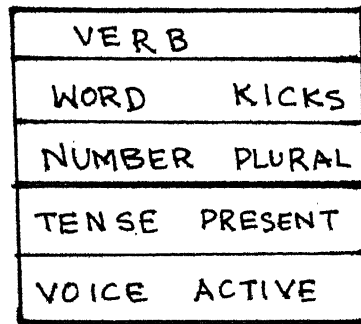 VERB
WORD KICKS
NUMBER PLURAL
TENSE PRESENT
VOICE ACTIVE